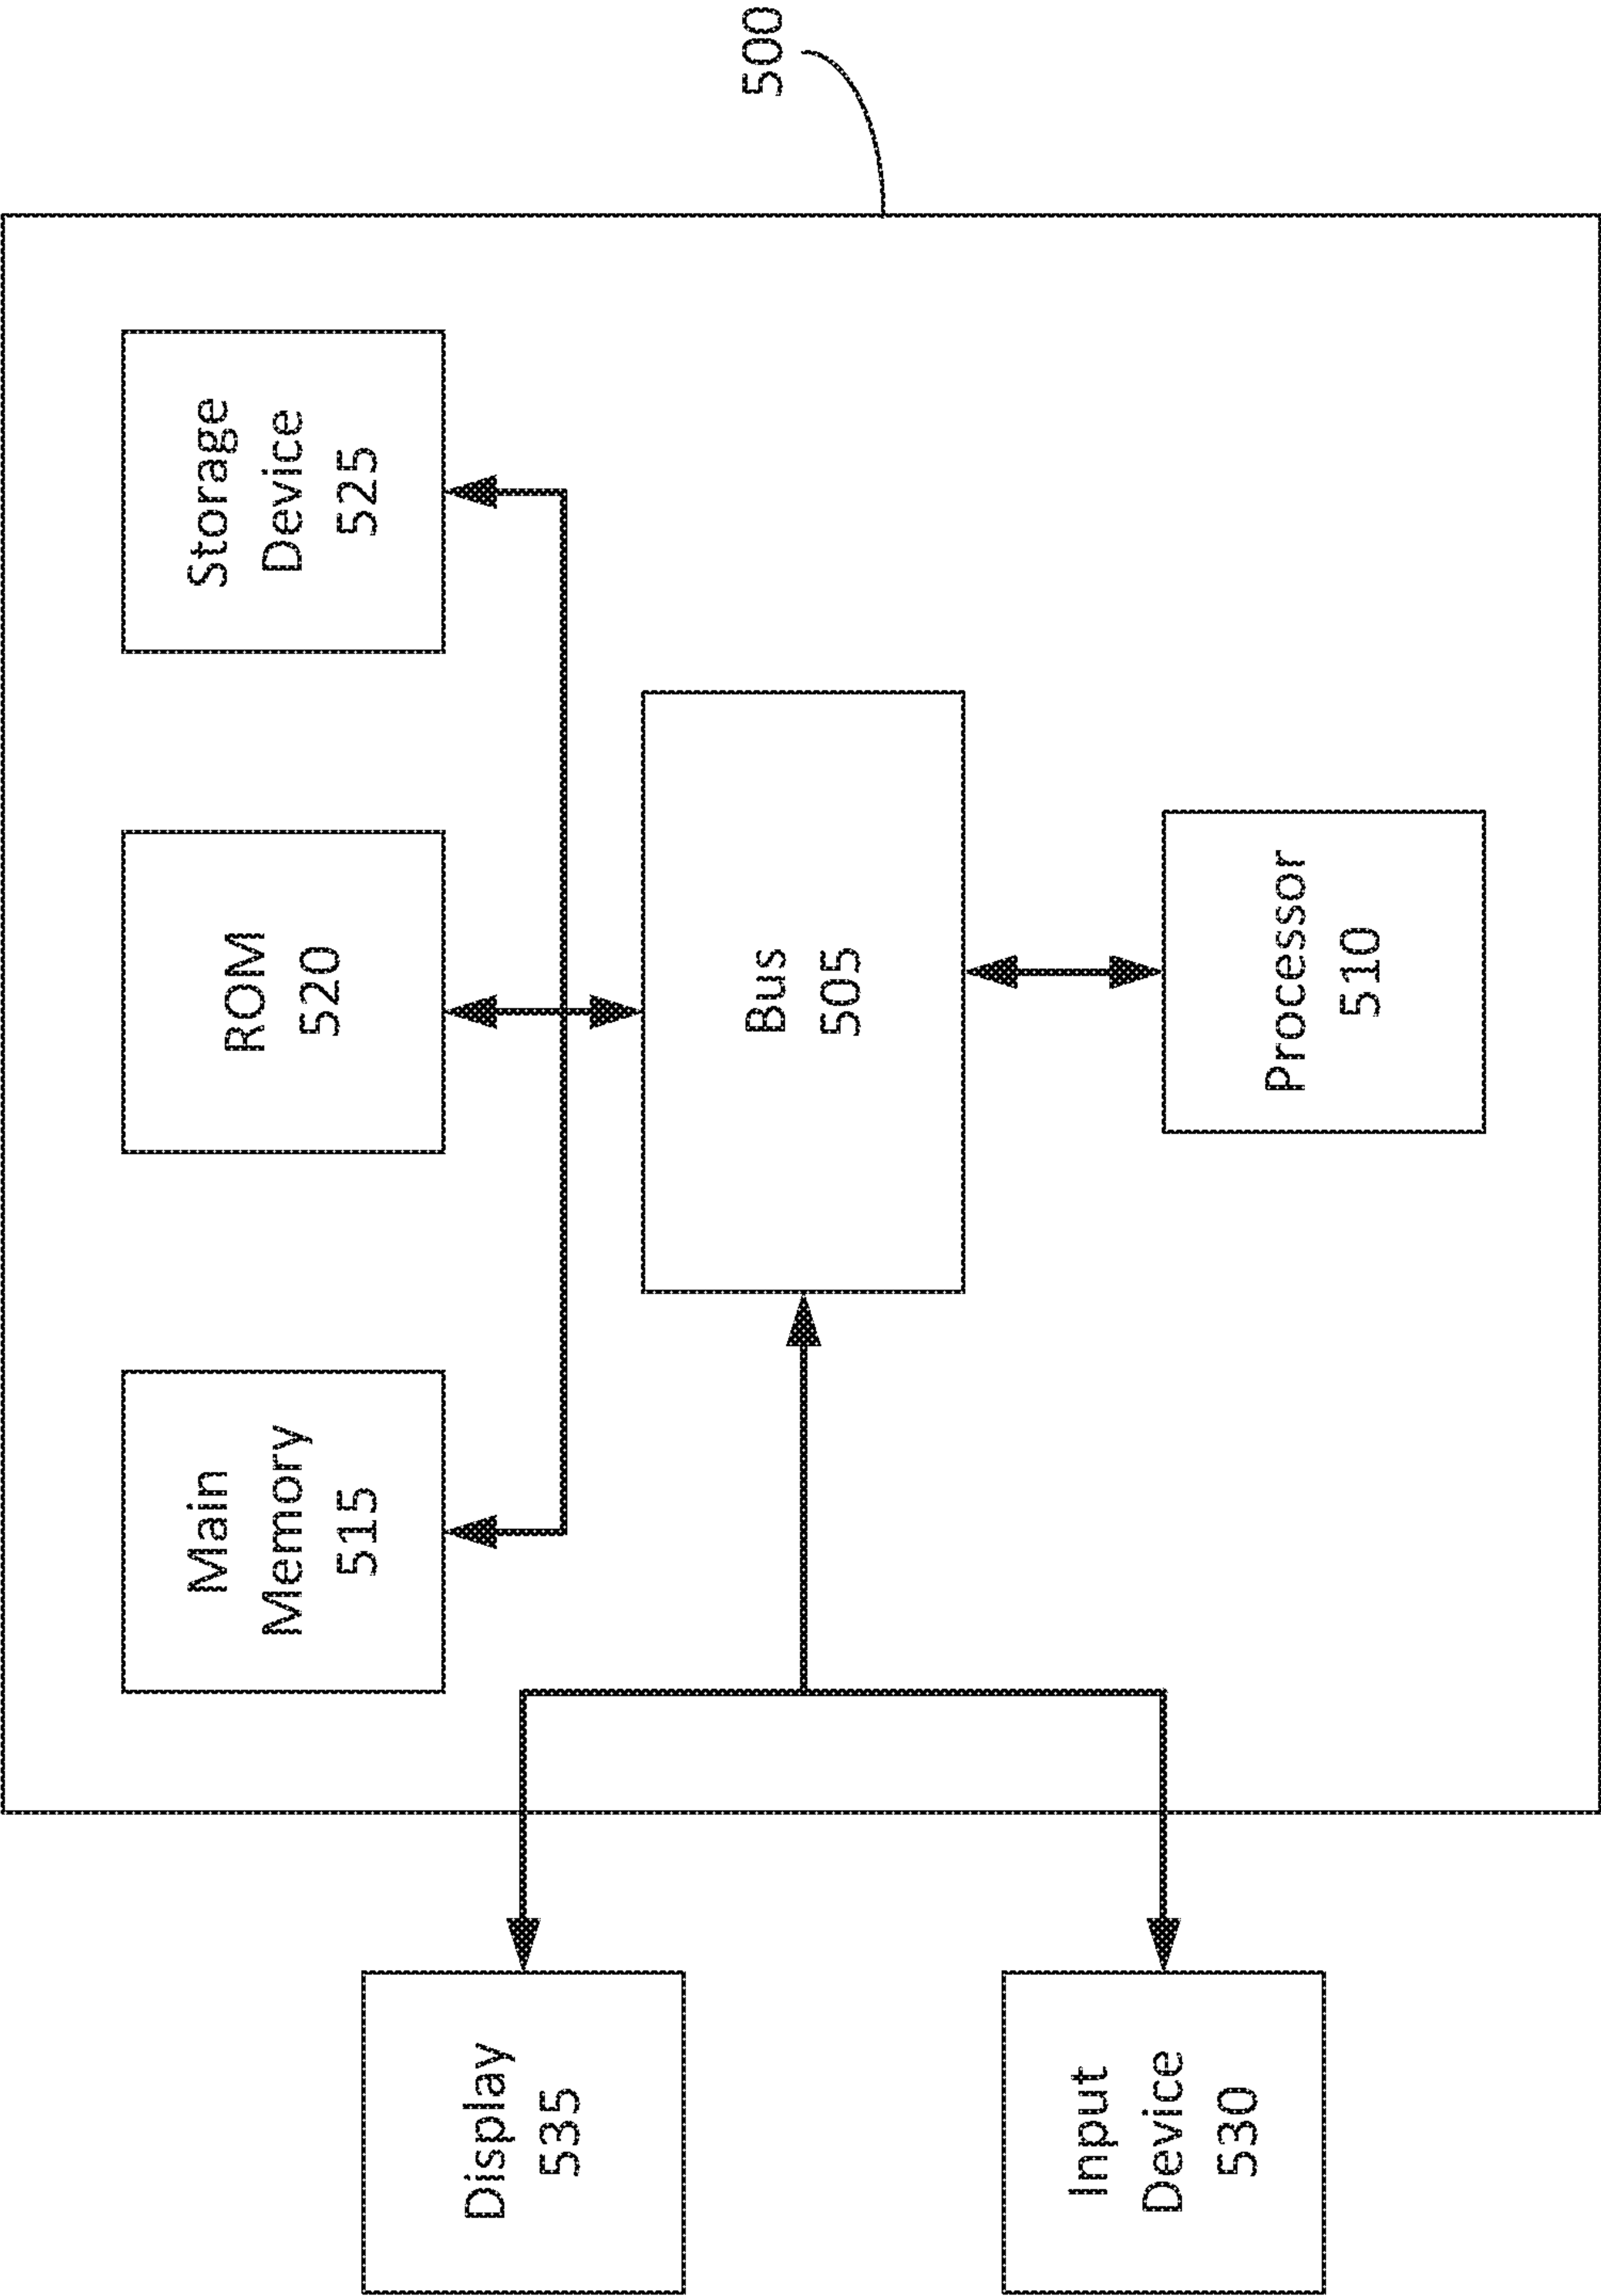 500
Main
Memory
515
ROM
520
Storage
Device
525
Display
535
Bus
505
Input
Device
530
Processor
510